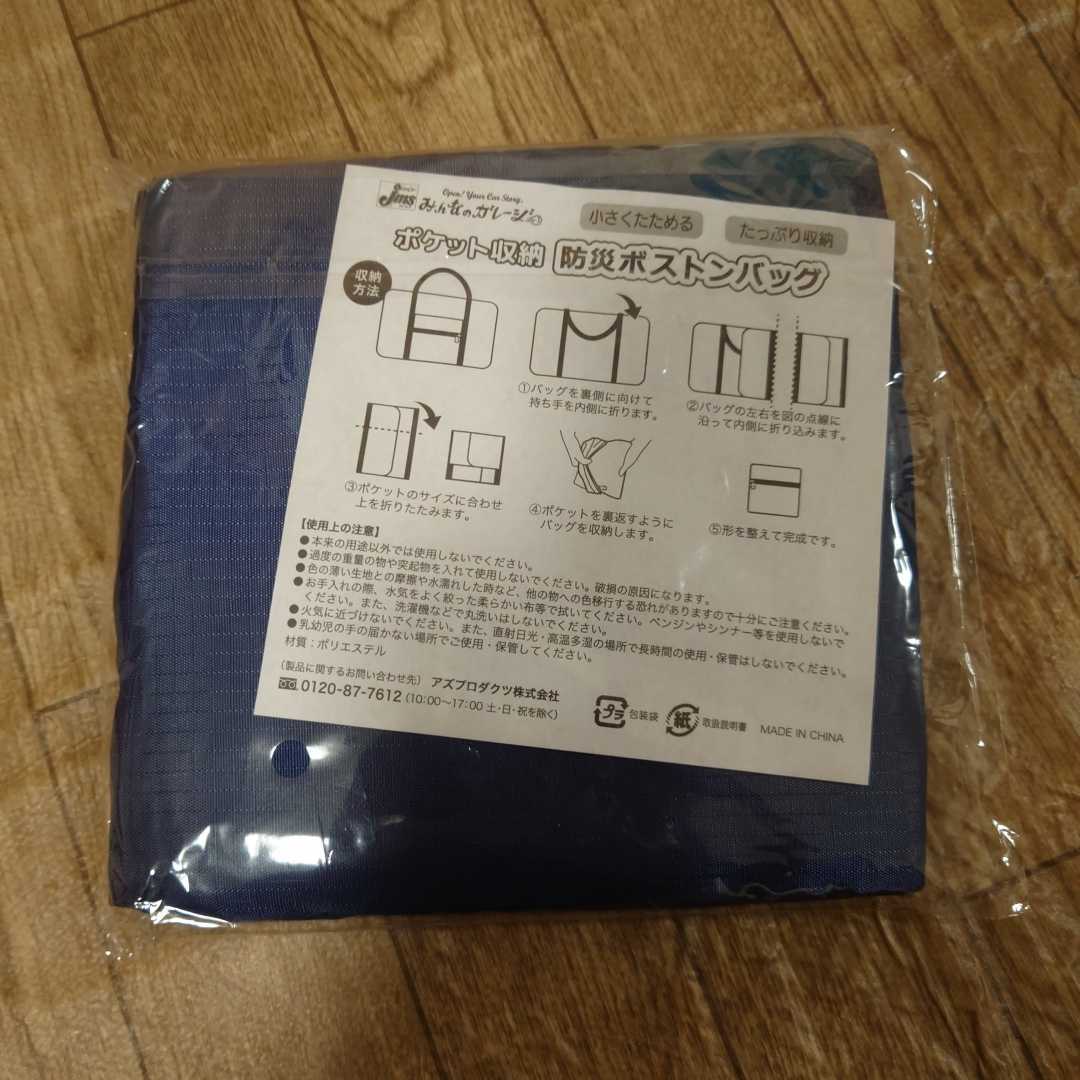 jms
Open! Your Car Story.
みんなのガレージ
小さくたためる
たっぷり収納
ポケット収納 防災ボストンバッグ
収納
方法
①バッグを裏側に向けて
持ち手を内側に折ります。
②バッグの左右を図の点線に
沿って内側に折り込みます。
③ポケットのサイズに合わせ
上を折りたたみます。
④ポケットを裏返すように
バッグを収納します。
⑤形を整えて完成です。
【使用上の注意】
●本来の用途以外では使用しないでください。
●過度の重量の物や突起物を入れて使用しないでください。破損の原因になります。
●色の薄い生地との摩擦や水濡れした時など、他の物への色移行する恐れがありますので十分にご注意ください。
●お手入れの際、水気をよく絞った柔らかい布等で拭いてください。ベンジンやシンナー等を使用しないで
ください。また、洗濯機などで丸洗いはしないでください。
●火気に近づけないでください。また、直射日光・高温多湿の場所で長時間の使用・保管はしないでください。
●乳幼児の手の届かない場所でご使用・保管してください。
材質：ポリエステル
（製品に関するお問い合わせ先） アズプロダクツ株式会社
0120-87-7612（10:00〜17:00 土・日・祝を除く）
プラ 包装袋 紙 取扱説明書 MADE IN CHINA